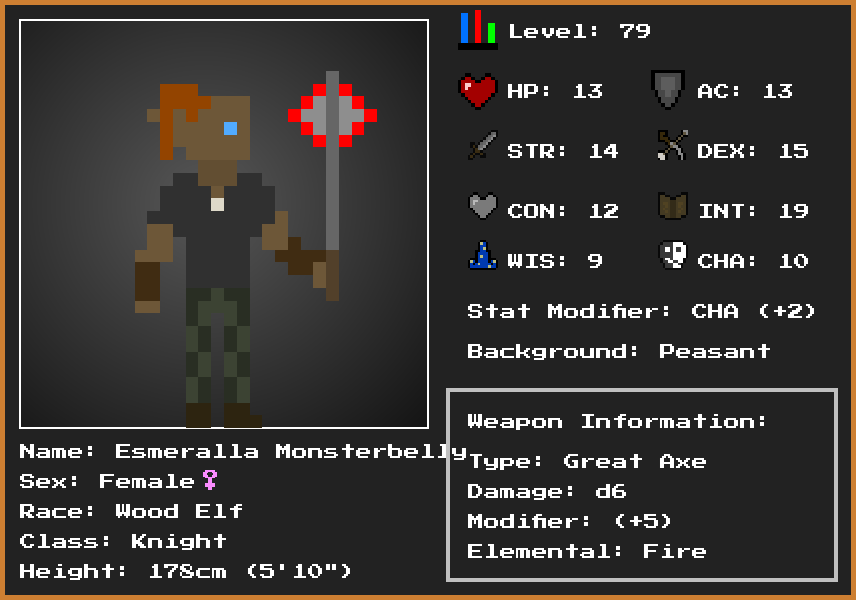 Level: 79
HP: 13 AC: 13
STR: 14 DEX: 15
CON: 12 INT: 19
WIS: 9 CHA: 10
Stat Modifier: CHA (+2)
Background: Peasant
Weapon Information:
Type: Great Axe
Damage: d6
Modifier: (+5)
Elemental: Fire
Name: Esmeralla Monsterbelly
Sex: Female♀
Race: Wood Elf
Class: Knight
Height: 178cm (5'10")